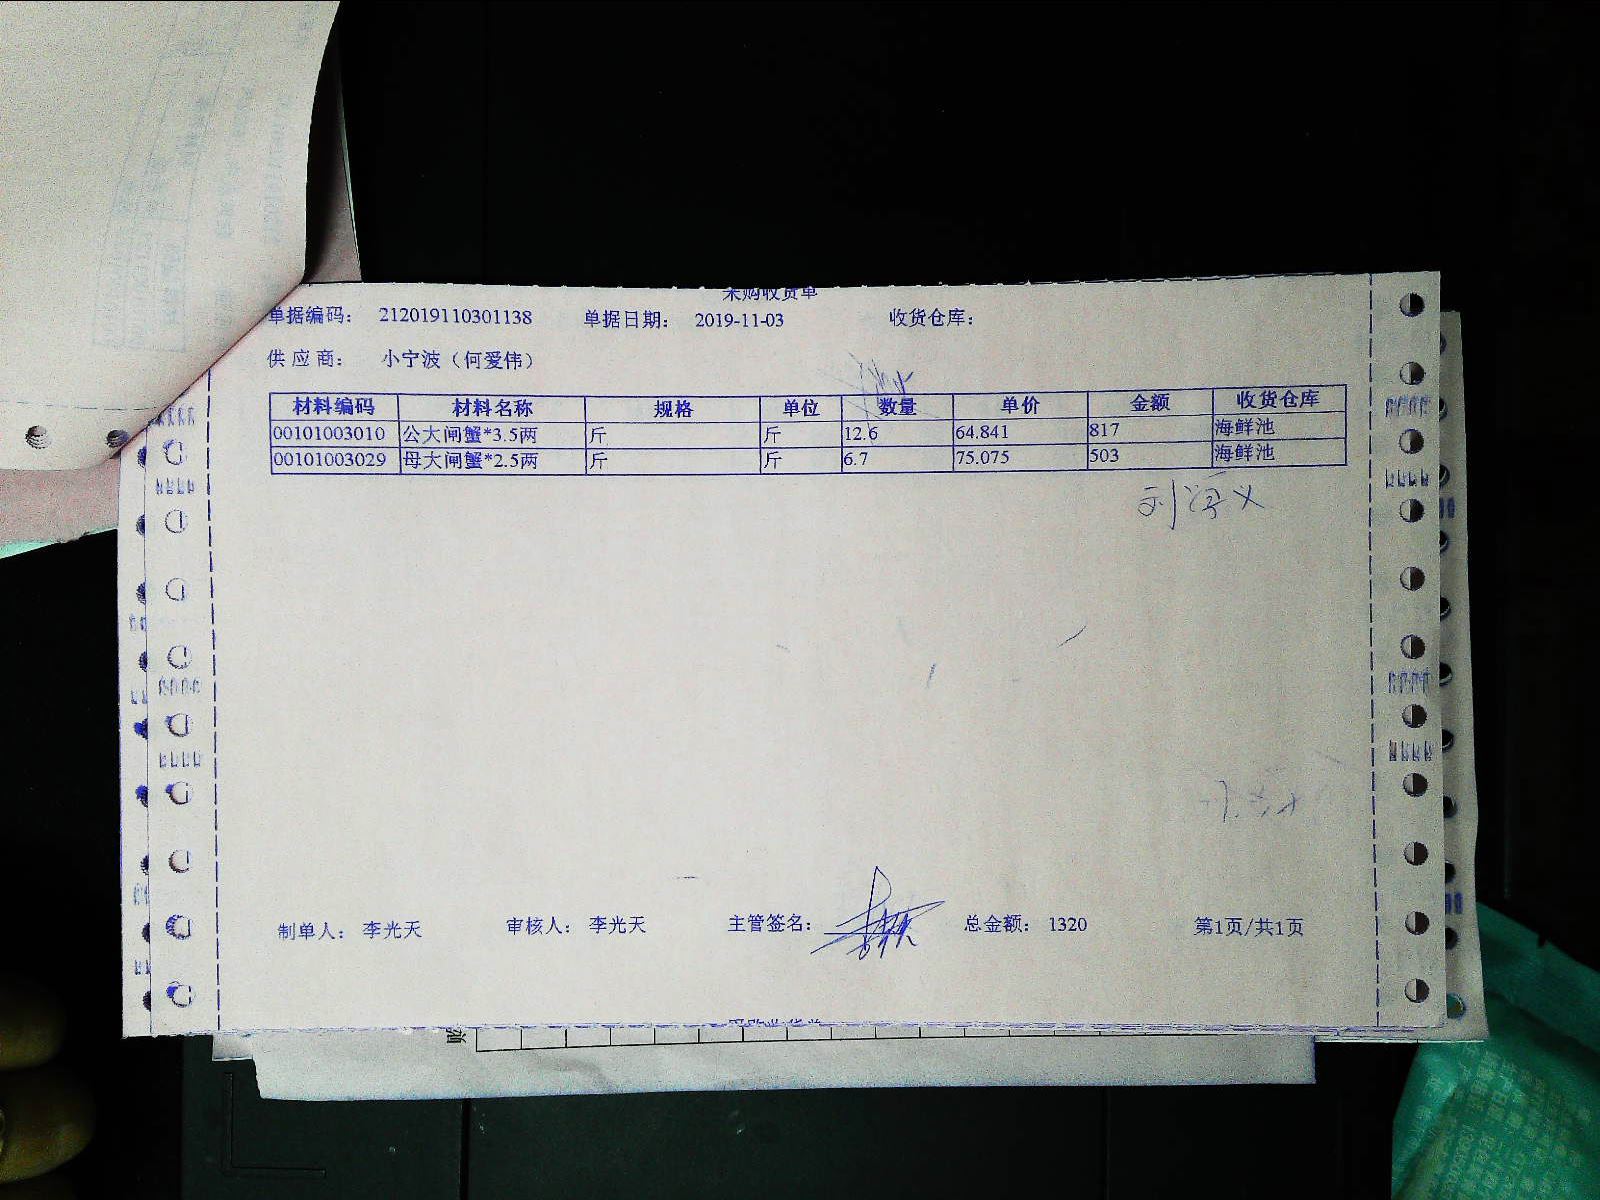 采购收货单
单据编码： 212019110301138 单据日期： 2019-11-03 收货仓库：
供应商： 小宁波（何爱伟）
材料编码 材料名称 规格 单位 数量 单价 金额 收货仓库
00101003010 公大闸蟹*3.5两 斤 斤 12.6 64.841 817 海鲜池
00101003029 母大闸蟹*2.5两 斤 斤 6.7 75.075 503 海鲜池
制单人： 李光天 审核人： 李光天 主管签名： 总金额： 1320 第1页/共1页